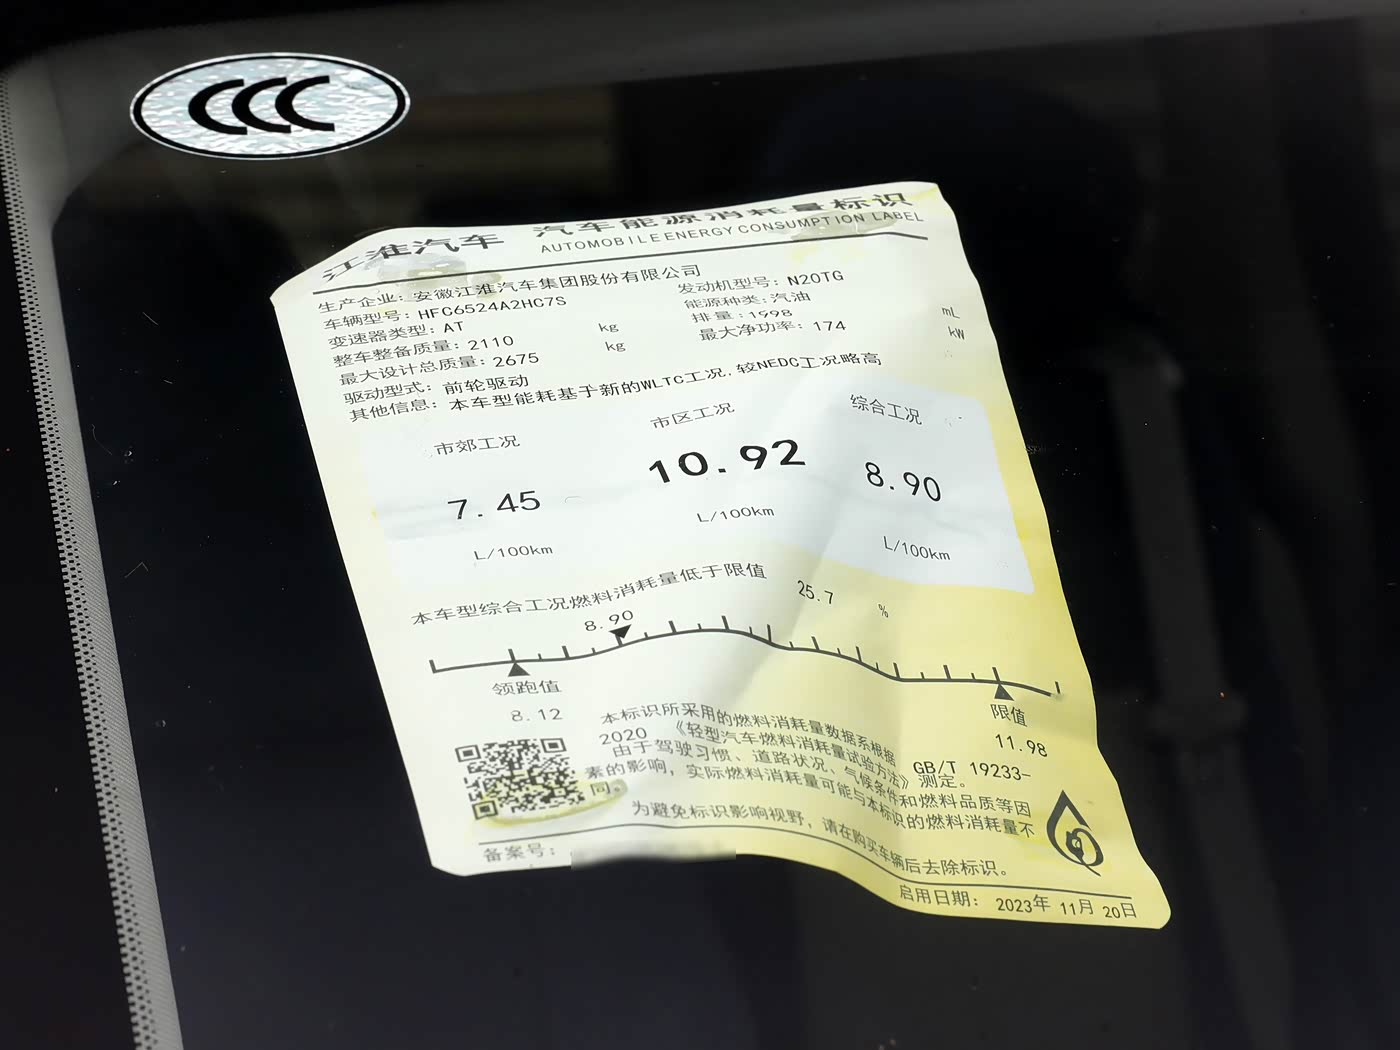 CCC
江淮汽车 汽车能源消耗量标识
AUTOMOBILE ENERGY CONSUMPTION LABEL
生产企业: 安徽江淮汽车集团股份有限公司
发动机型号: N20TG
车辆型号: HFC6524A2HC7S
能源种类: 汽油
变速器类型: AT
排量: 1998 mL
整车整备质量: 2110 kg
最大净功率: 174 kW
最大设计总质量: 2675 kg
驱动型式: 前轮驱动
其他信息: 本车型能耗基于新的WLTC工况,较NEDC工况略高
市郊工况 市区工况 综合工况
7.45 10.92 8.90
L/100km L/100km L/100km
本车型综合工况燃料消耗量低于限值 25.7 %
8.90
领跑值 限值
8.12 11.98
本标识所采用的燃料消耗量数据系根据 GB/T 19233-
2020 《轻型汽车燃料消耗量试验方法》测定。
由于驾驶习惯、道路状况、气候条件和燃料品质等因
素的影响,实际燃料消耗量可能与本标识的燃料消耗量不
同。
为避免标识影响视野,请在购买车辆后去除标识。
备案号:
启用日期: 2023年 11月 20日